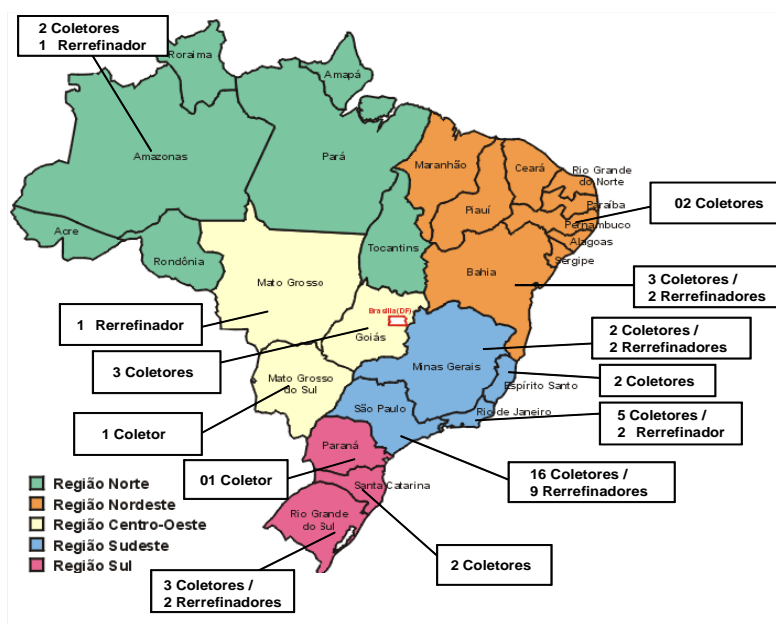 2 Coletores
1 Rerrefinador
Roraima
Amapá
Amazonas
Pará
Maranhão
Ceará
Rio Grande
do Norte
Paraíba
Piauí
Pernambuco
02 Coletores
Acre
Alagoas
Sergipe
Rondônia
Tocantins
Bahia
Mato Grosso
3 Coletores /
2 Rerrefinadores
Brasília(DF)
1 Rerrefinador
Goiás
2 Coletores /
2 Rerrefinadores
3 Coletores
Minas Gerais
Mato Grosso
do Sul
Espírito Santo
2 Coletores
São Paulo
Rio de Janeiro
5 Coletores /
2 Rerrefinador
1 Coletor
Paraná
01 Coletor
16 Coletores /
9 Rerrefinadores
Santa Catarina
Região Norte
Região Nordeste
Região Centro-Oeste
Região Sudeste
Região Sul
Rio Grande
do Sul
2 Coletores
3 Coletores /
2 Rerrefinadores